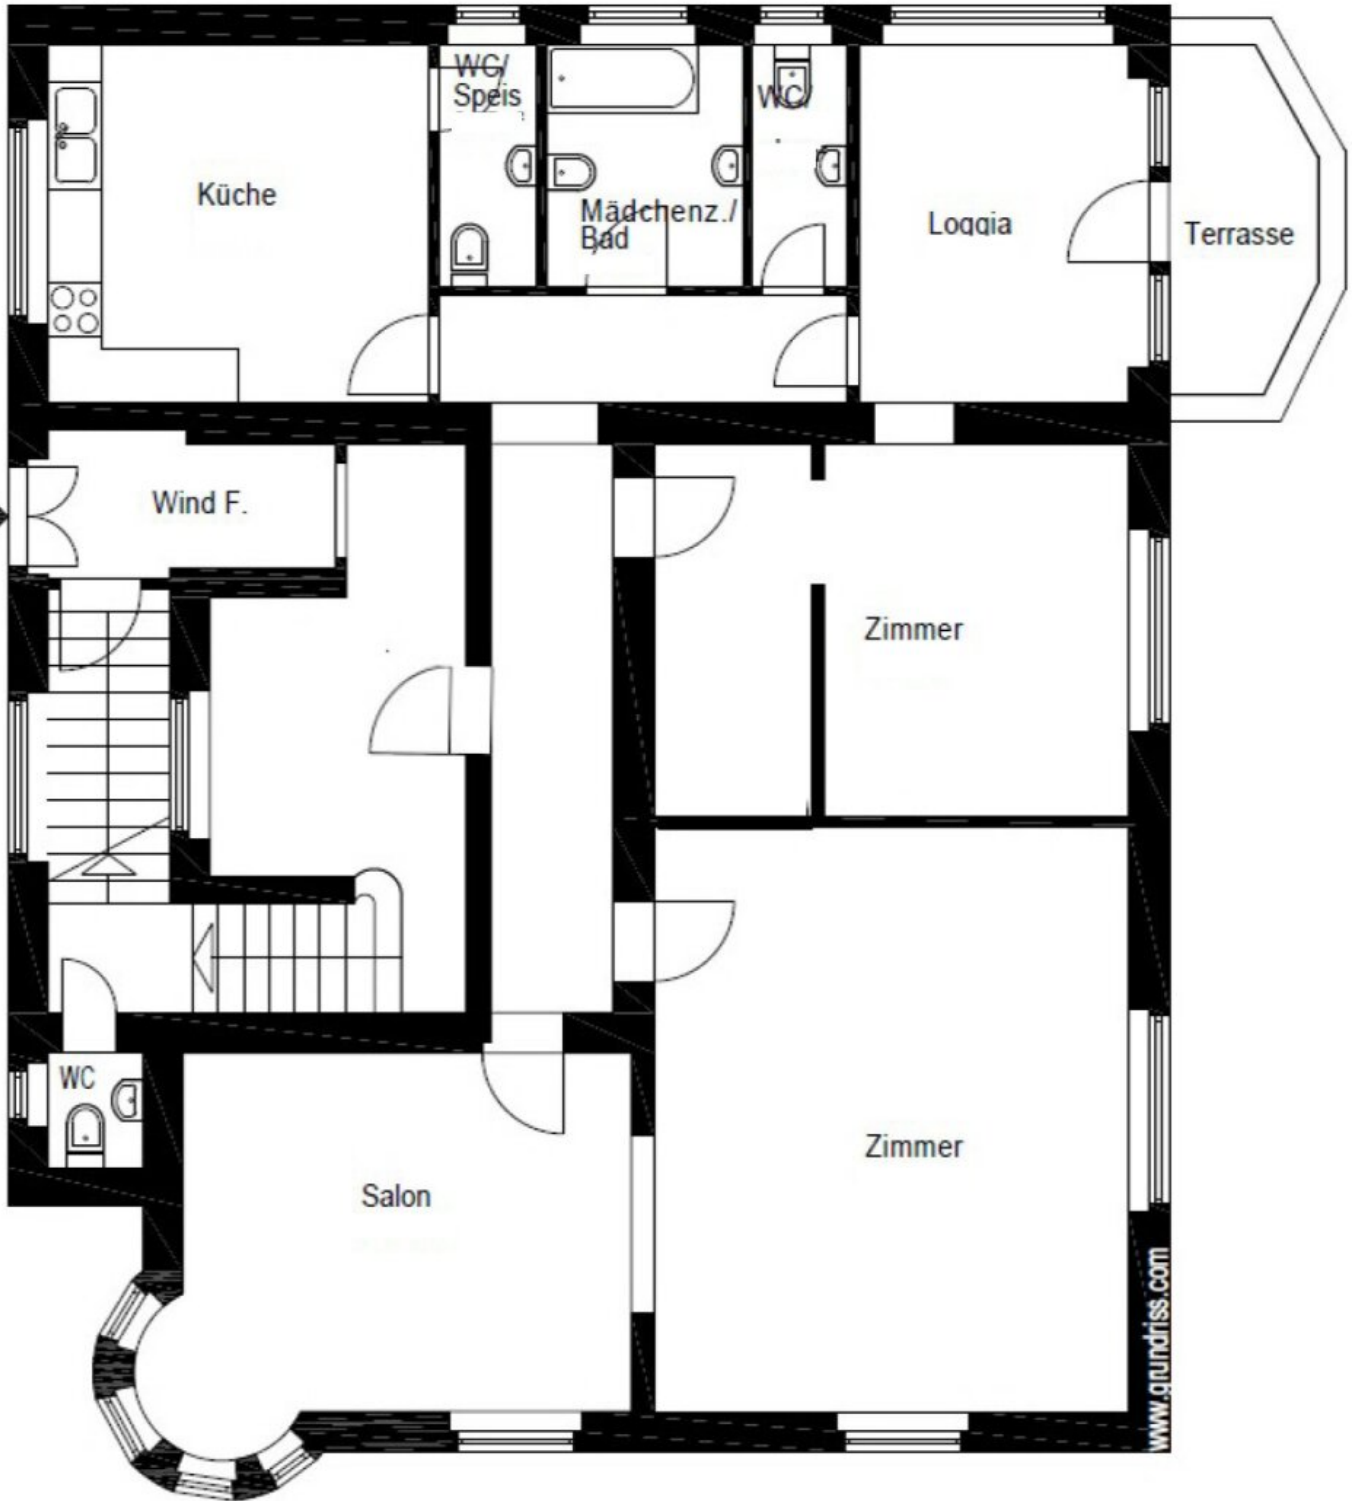 WC/
Speis
WC/
Küche
Mädchenz./
Bad
Loggia
Terrasse
Wind F.
Zimmer
WC
Zimmer
Salon
www.grundriss.com